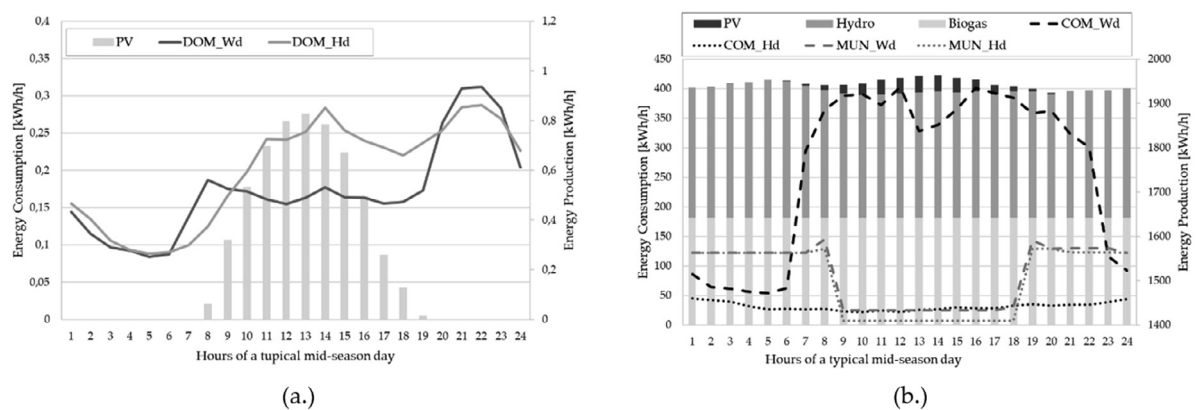 0,4
0,35
0,3
0,25
0,2
0,15
0,1
0,05
0
Energy Consumption [kWh/h]
PV DOM_Wd DOM_Hd
1,2
1
0,8
0,6
0,4
0,2
0
Energy Production [kWh/h]
1 2 3 4 5 6 7 8 9 10 11 12 13 14 15 16 17 18 19 20 21 22 23 24
Hours of a tupical mid-season day
(a.)
PV Hydro Biogas COM_Wd
COM_Hd MUN_Wd MUN_Hd
450
400
350
300
250
200
150
100
50
0
Energy Consumption [kWh/h]
2000
1900
1800
1700
1600
1500
1400
Energy Production [kWh/h]
1 2 3 4 5 6 7 8 9 10 11 12 13 14 15 16 17 18 19 20 21 22 23 24
Hours of a typical mid-season day
(b.)